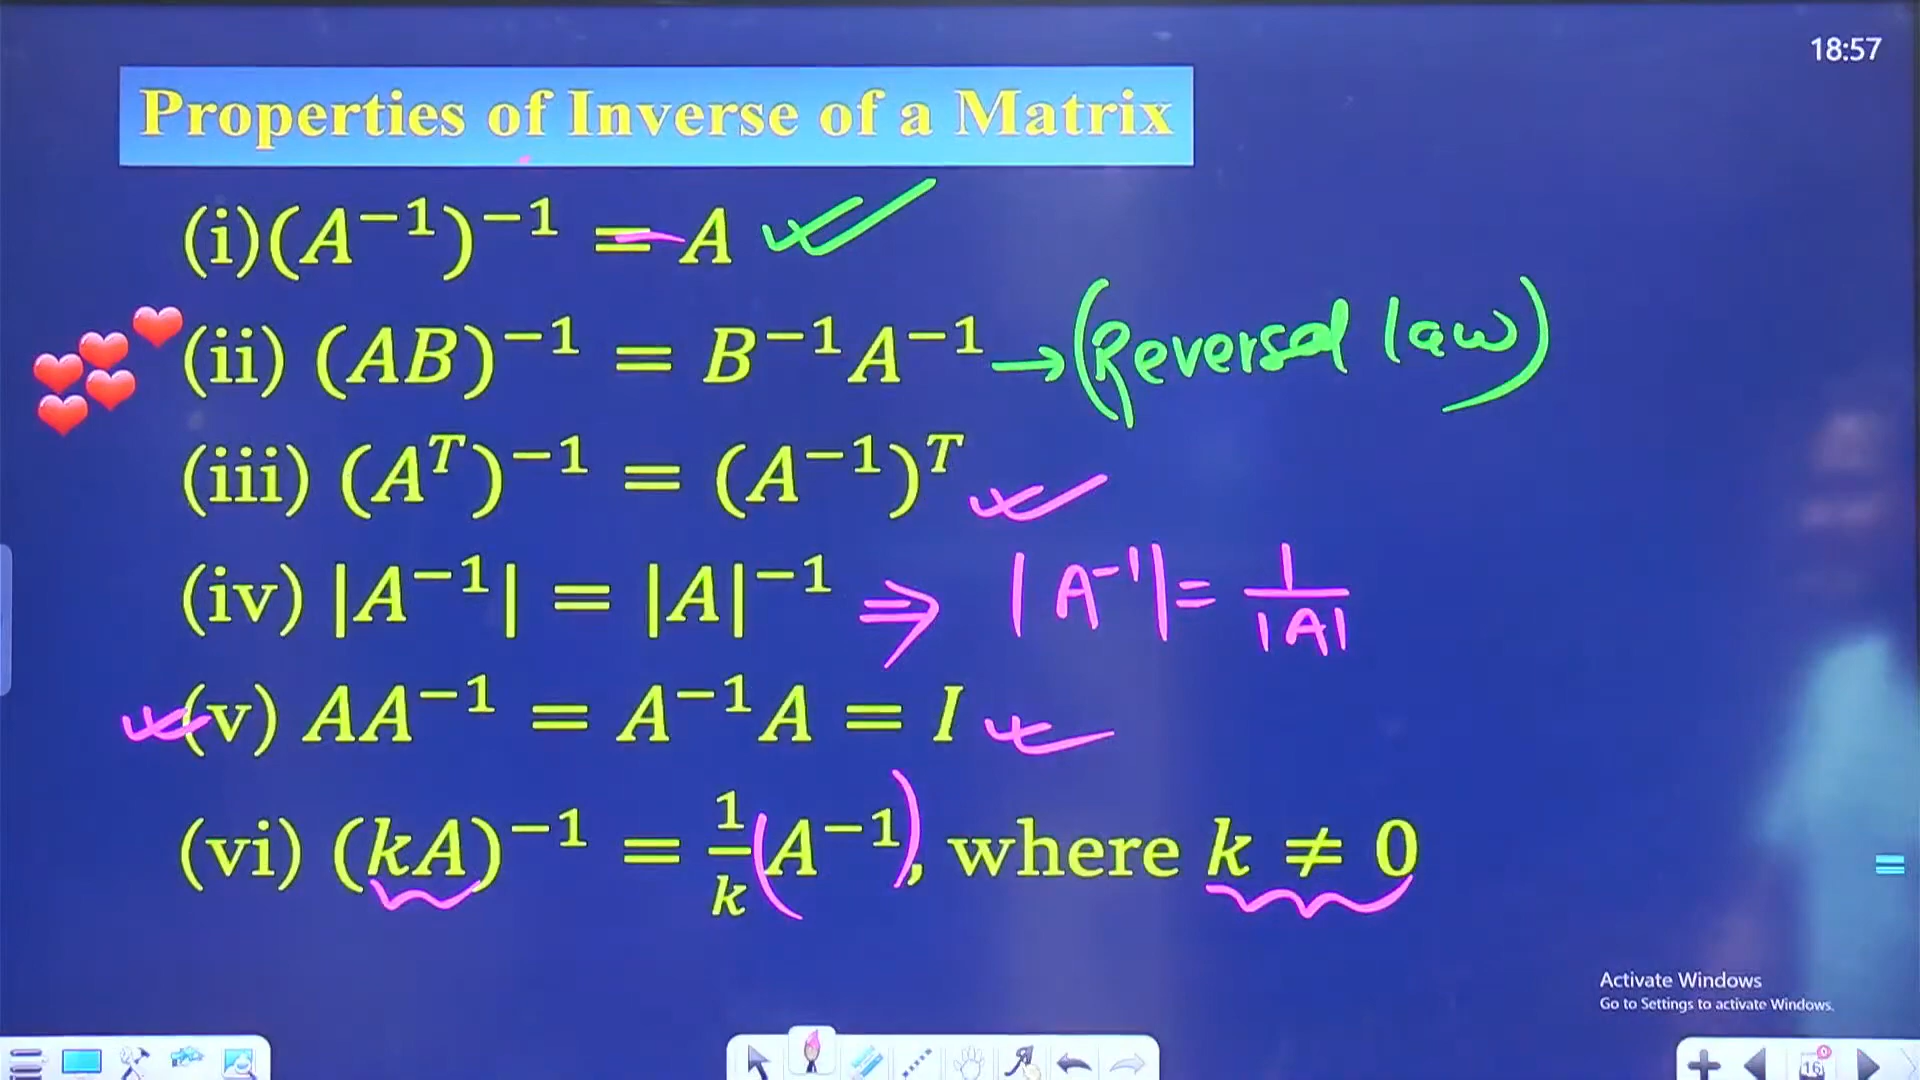 18:57
Properties of Inverse of a Matrix
(i)(A⁻¹)⁻¹ = A
(ii) (AB)⁻¹ = B⁻¹A⁻¹ →(Reversal law)
(iii) (Aᵀ)⁻¹ = (A⁻¹)ᵀ
(iv) |A⁻¹| = |A|⁻¹ ⇒ |A⁻¹| = 1/|A|
(v) AA⁻¹ = A⁻¹A = I
(vi) (kA)⁻¹ = 1/k (A⁻¹), where k ≠ 0
Activate Windows
Go to Settings to activate Windows.
16
0